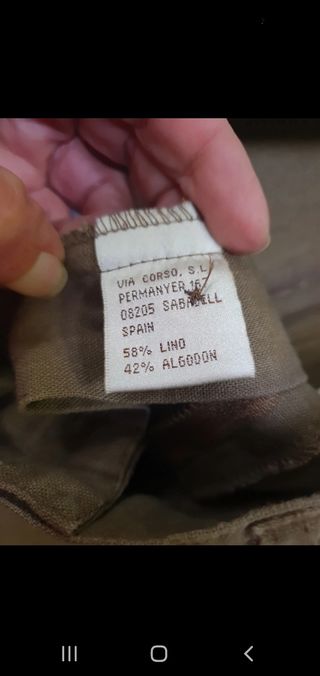 VIA CORSO, S.L
PERMANYER 16
08205 SABADELL
SPAIN
58% LINO
42% ALGODON